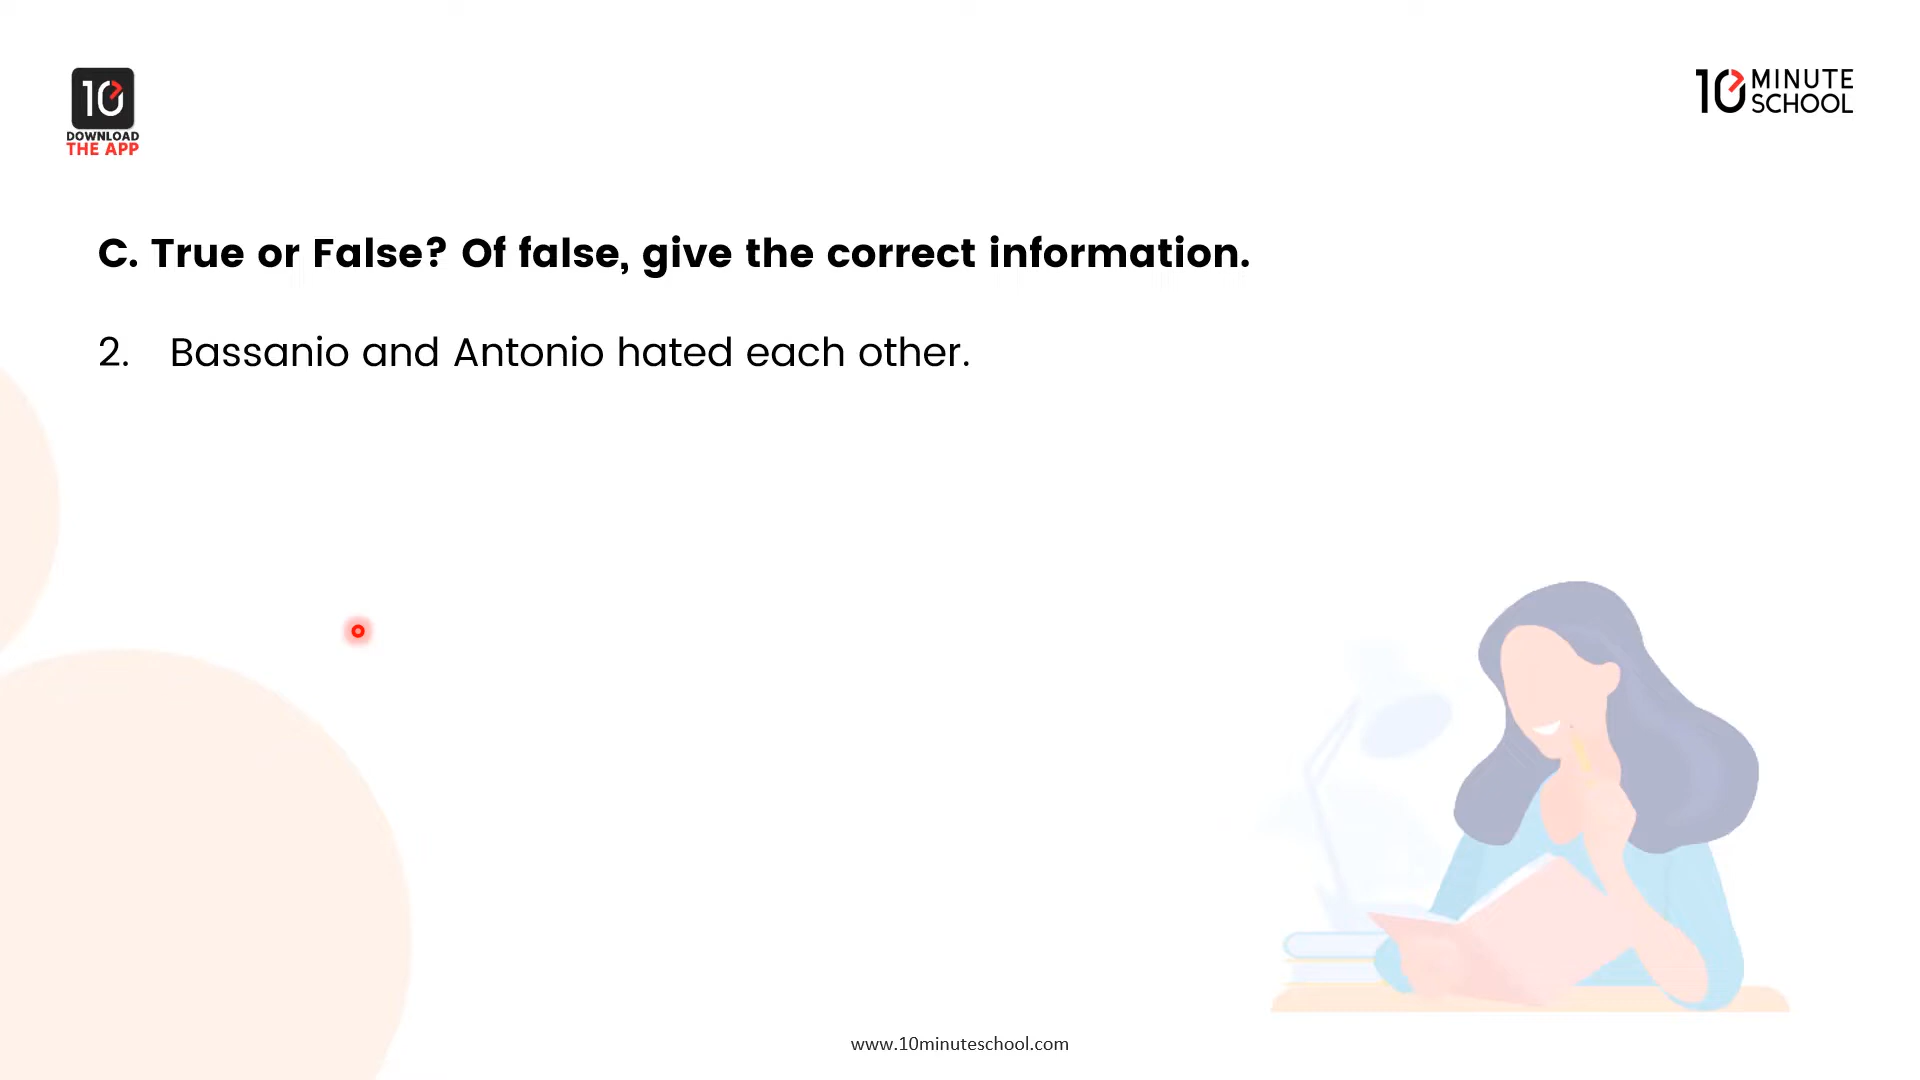 10
DOWNLOAD
THE APP
10 MINUTE
SCHOOL
C. True or False? Of false, give the correct information.
2. Bassanio and Antonio hated each other.
www.10minuteschool.com